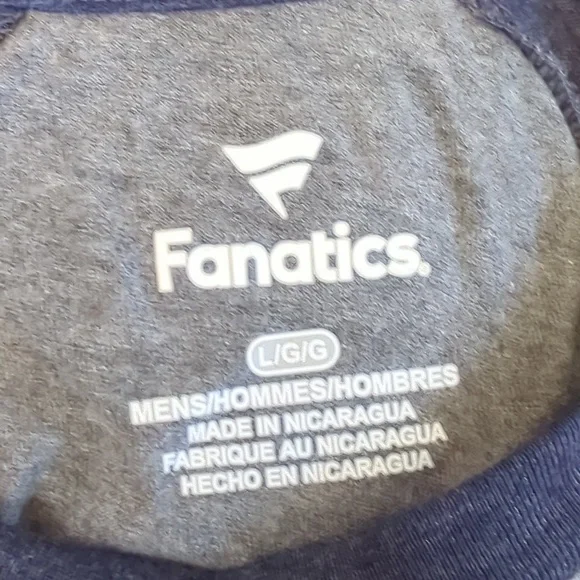 Fanatics.
L/G/G
MENS/HOMMES/HOMBRES
MADE IN NICARAGUA
FABRIQUE AU NICARAGUA
HECHO EN NICARAGUA